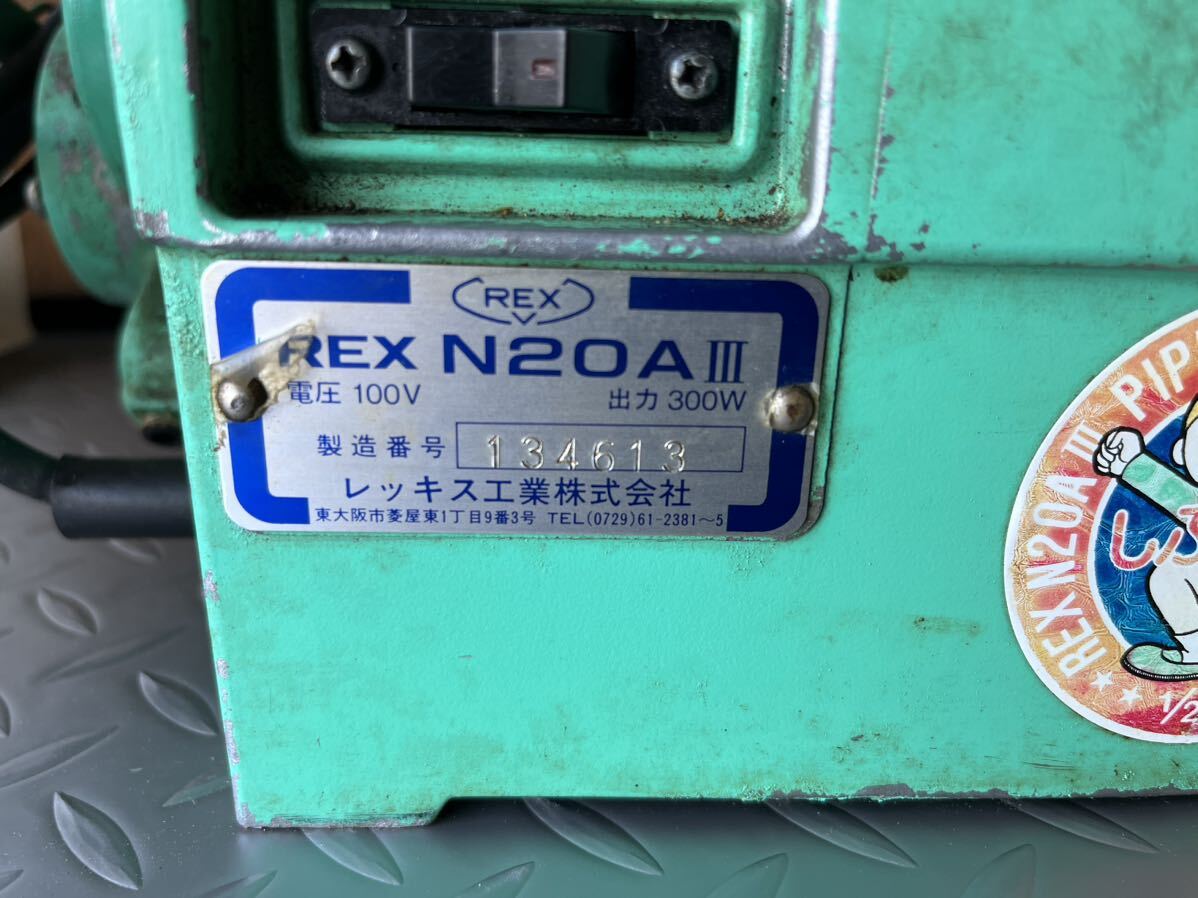 REX
REX N20AIII
電圧 100V 出力 300W
製造番号 134613
レッキス工業株式会社
東大阪市菱屋東1丁目9番3号 TEL(0729)61-2381~5
REX N20A III PIP
1/2